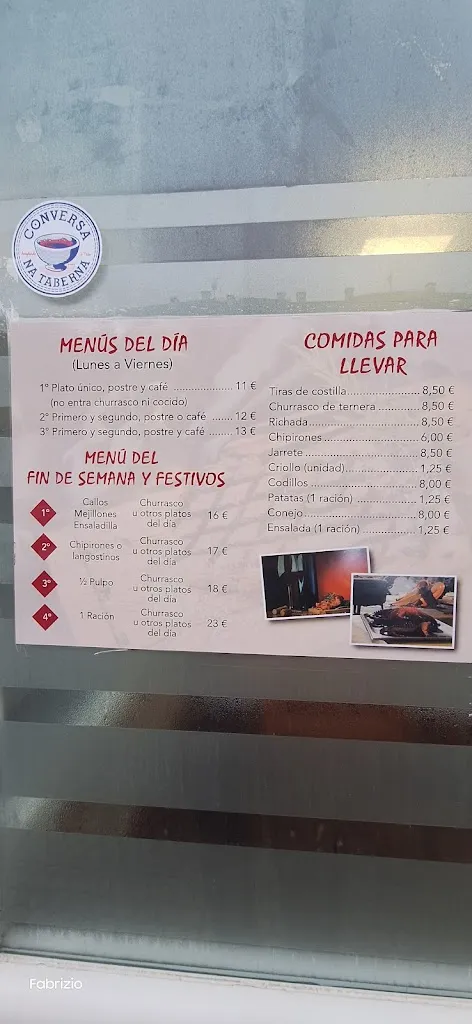 CONVERSA
NA TABERNA
MENÚS DEL DÍA
(Lunes a Viernes)
1º Plato único, postre y café .................... 11 €
(no entra churrasco ni cocido)
2º Primero y segundo, postre o café ...... 12 €
3º Primero y segundo, postre y café ....... 13 €
MENÚ DEL
FIN DE SEMANA Y FESTIVOS
1º
Callos
Mejillones
Ensaladilla
Churrasco
u otros platos
del día
16 €
2º
Chipirones o
langostinos
Churrasco
u otros platos
del día
17 €
3º
½ Pulpo
Churrasco
u otros platos
del día
18 €
4º
1 Ración
Churrasco
u otros platos
del día
23 €
COMIDAS PARA
LLEVAR
Tiras de costilla........................ 8,50 €
Churrasco de ternera ............ 8,50 €
Richada.................................... 8,50 €
Chipirones ............................... 6,00 €
Jarrete...................................... 8,50 €
Criollo (unidad)........................ 1,25 €
Codillos .................................... 8,00 €
Patatas (1 ración) .................... 1,25 €
Conejo...................................... 8,00 €
Ensalada (1 ración) ................. 1,25 €
Fabrizio